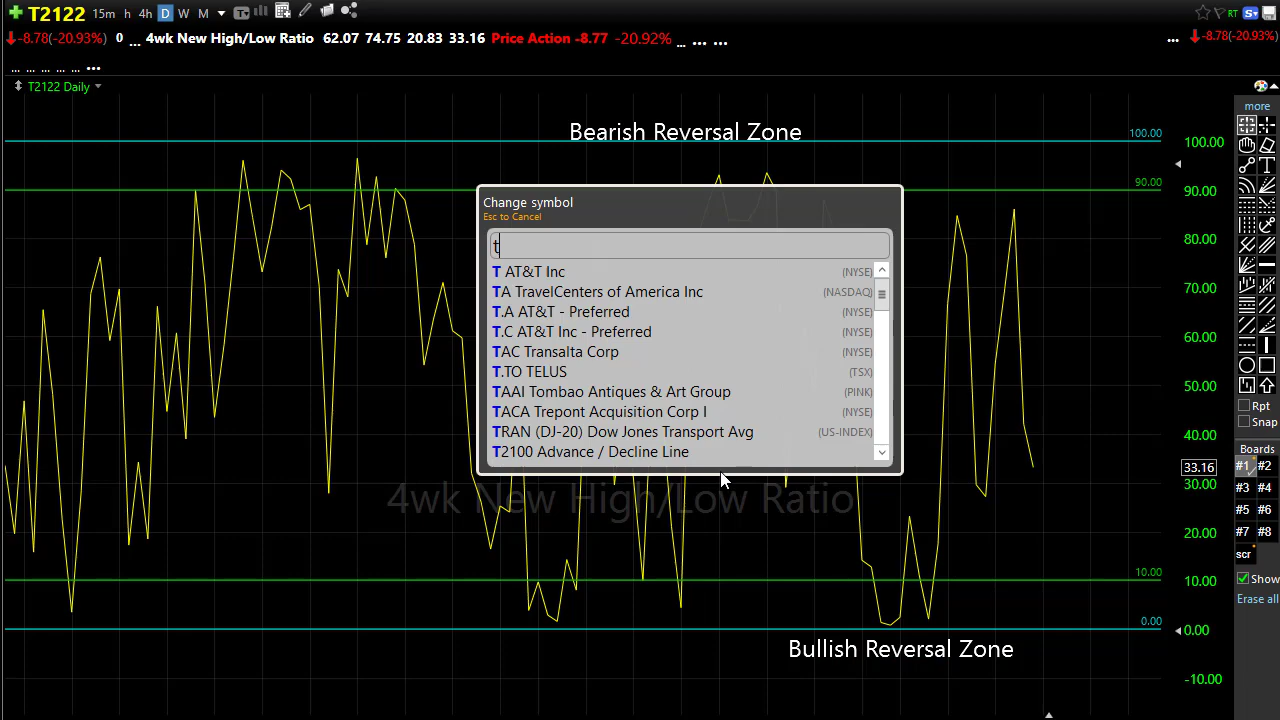 T2122 15m h 4h D W M T RT S
-8.78(-20.93%) 0 ... 4wk New High/Low Ratio 62.07 74.75 20.83 33.16 Price Action -8.77 -20.92% ... ... ... ... -8.78(-20.93%)
... ... ... ... ... ...
T2122 Daily
more
Bearish Reversal Zone
100.00 100.00
90.00 90.00
80.00
70.00
60.00
50.00
40.00
33.16
30.00
20.00
10.00 10.00
0.00 0.00
-10.00
Change symbol
Esc to Cancel
t
T AT&T Inc (NYSE)
TA TravelCenters of America Inc (NASDAQ)
T.A AT&T - Preferred (NYSE)
T.C AT&T Inc - Preferred (NYSE)
TAC Transalta Corp (NYSE)
T.TO TELUS (TSX)
TAAI Tombao Antiques & Art Group (PINK)
TACA Trepont Acquisition Corp I (NYSE)
TRAN (DJ-20) Dow Jones Transport Avg (US-INDEX)
T2100 Advance / Decline Line
4wk New High/Low Ratio
Bullish Reversal Zone
T
Rpt
Snap
Boards
#1 #2
#3 #4
#5 #6
#7 #8
scr
Show
Erase all